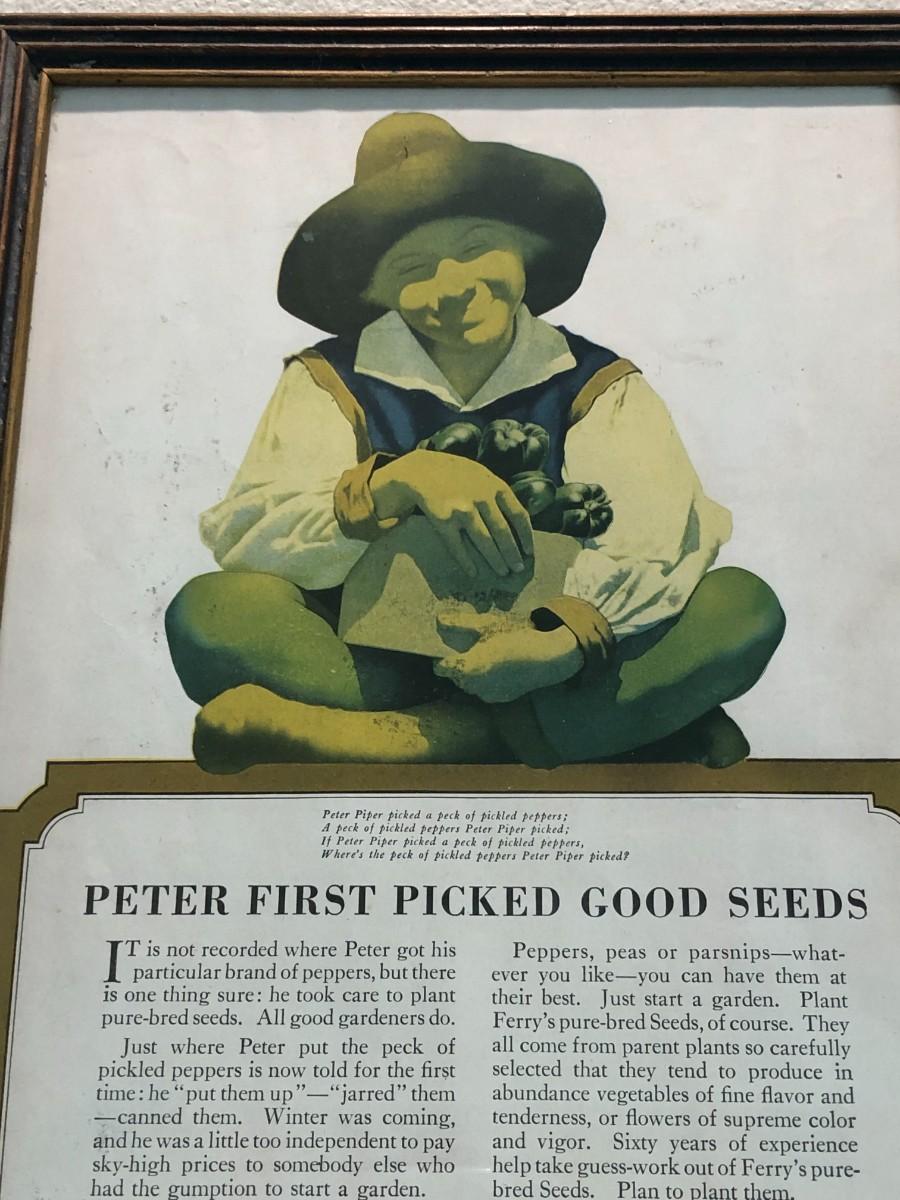 Peter Piper picked a peck of pickled peppers;
A peck of pickled peppers Peter Piper picked;
If Peter Piper picked a peck of pickled peppers,
Where's the peck of pickled peppers Peter Piper picked?
PETER FIRST PICKED GOOD SEEDS
IT is not recorded where Peter got his
particular brand of peppers, but there
is one thing sure: he took care to plant
pure-bred seeds. All good gardeners do.
Just where Peter put the peck of
pickled peppers is now told for the first
time: he "put them up"—"jarred" them
—canned them. Winter was coming,
and he was a little too independent to pay
sky-high prices to somebody else who
had the gumption to start a garden.
Peppers, peas or parsnips—what-
ever you like—you can have them at
their best. Just start a garden. Plant
Ferry's pure-bred Seeds, of course. They
all come from parent plants so carefully
selected that they tend to produce in
abundance vegetables of fine flavor and
tenderness, or flowers of supreme color
and vigor. Sixty years of experience
help take guess-work out of Ferry's pure-
bred Seeds. Plan to plant them.